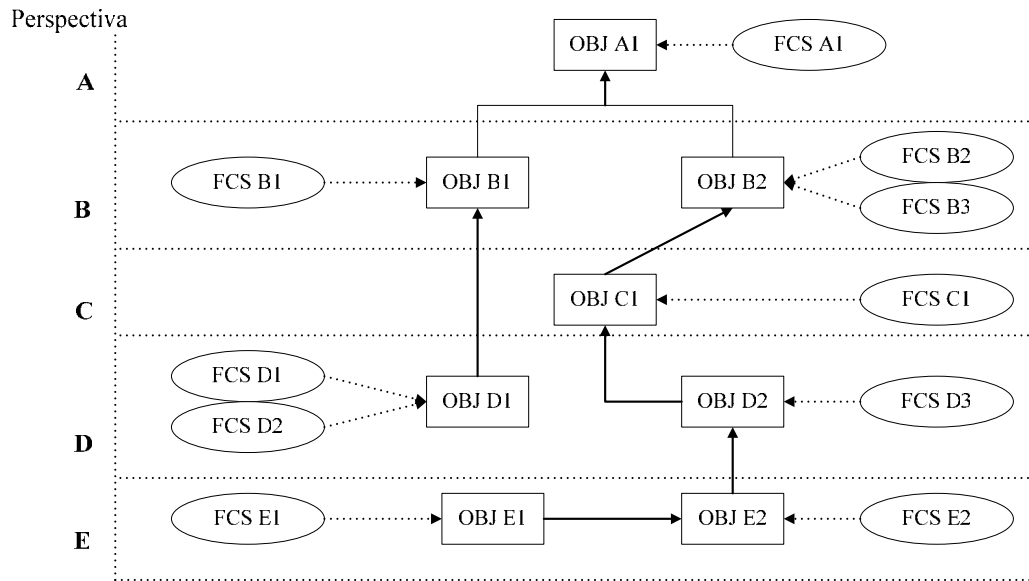 Perspectiva
OBJ A1
FCS A1
A
FCS B1
OBJ B1
OBJ B2
FCS B2
FCS B3
B
OBJ C1
FCS C1
C
FCS D1
FCS D2
OBJ D1
OBJ D2
FCS D3
D
FCS E1
OBJ E1
OBJ E2
FCS E2
E